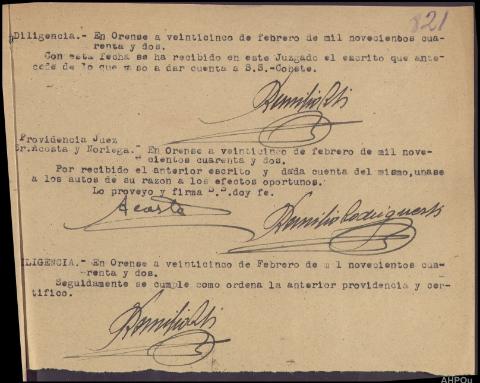 821
Diligencia.- En Orense a veinticinco de febrero de mil novecientos cua-
renta y dos.
Con esta fecha se ha recibido en este Juzgado el escrito que ante-
cede de lo que paso a dar cuenta a S.S.-Conste.
Providencia Juez
Sr.Acosta y Noriega.- En Orense a veinticinco de febrero de mil nove-
cientos cuarenta y dos.
Por recibido el anterior escrito y dada cuenta del mismo,unase
a los autos de su razon a los efectos oportunos.
Lo proveyo y firma S.S.doy fe.
Acosta
DILIGENCIA.- En Orense a veinticinco de Febrero de mil novecientos cua-
renta y dos.
Seguidamente se cumple como ordena la anterior providencia y cer-
tifico.
AHPOu